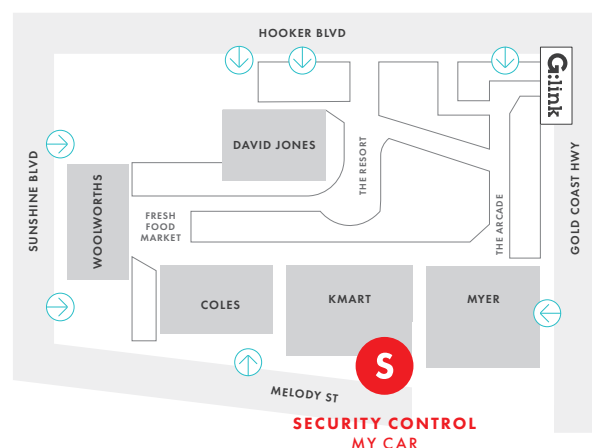 HOOKER BLVD
G:link
DAVID JONES
THE RESORT
SUNSHINE BLVD
WOOLWORTHS
FRESH
FOOD
MARKET
THE ARCADE
GOLD COAST HWY
COLES
KMART
MYER
S
MELODY ST
SECURITY CONTROL
MY CAR